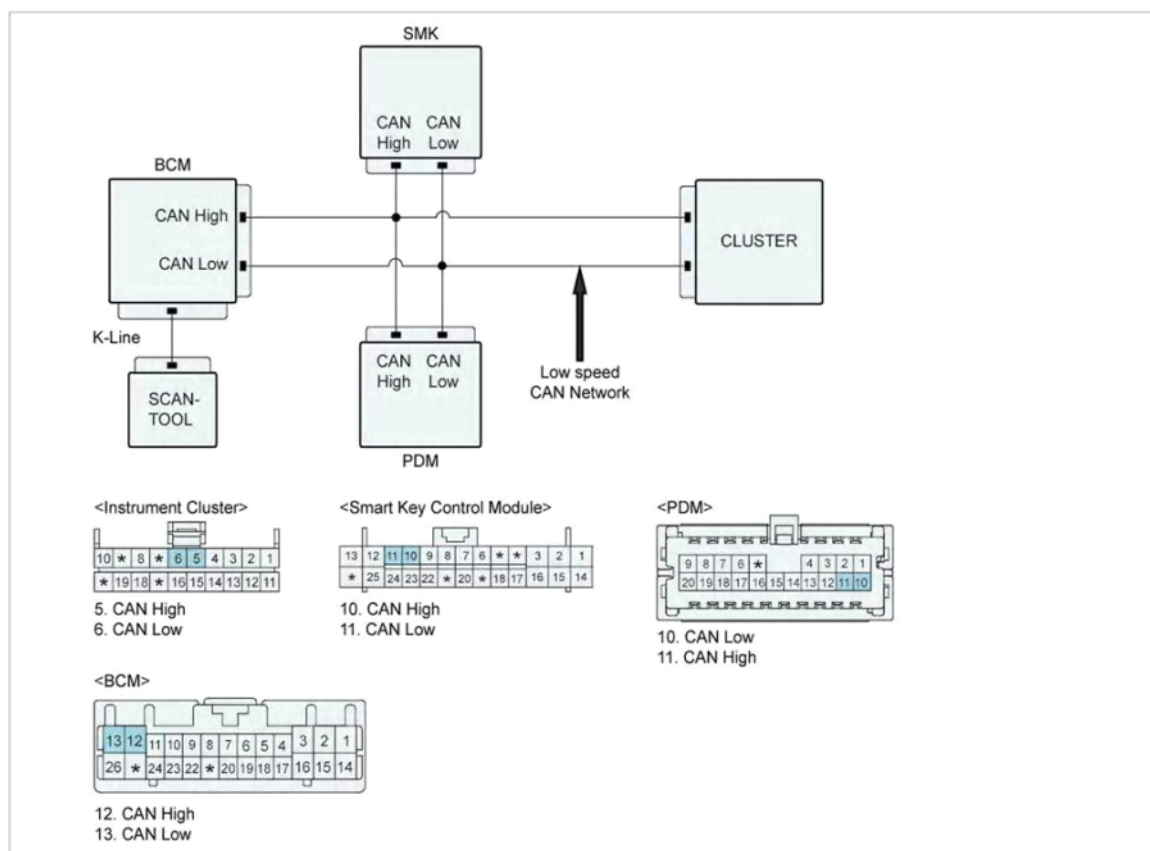 SMK
CAN CAN
High Low
BCM
CAN High
CAN Low
CLUSTER
K-Line
SCAN-
TOOL
CAN CAN
High Low
PDM
Low speed
CAN Network
<Instrument Cluster>
10 * 8 * 6 5 4 3 2 1
* 19 18 * 16 15 14 13 12 11
5. CAN High
6. CAN Low
<Smart Key Control Module>
13 12 11 10 9 8 7 6 * * 3 2 1
* 25 24 23 22 * 20 * 18 17 16 15 14
10. CAN High
11. CAN Low
<PDM>
9 8 7 6 * 4 3 2 1
20 19 18 17 16 15 14 13 12 11 10
10. CAN Low
11. CAN High
<BCM>
13 12 11 10 9 8 7 6 5 4 3 2 1
26 * 24 23 22 * 20 19 18 17 16 15 14
12. CAN High
13. CAN Low